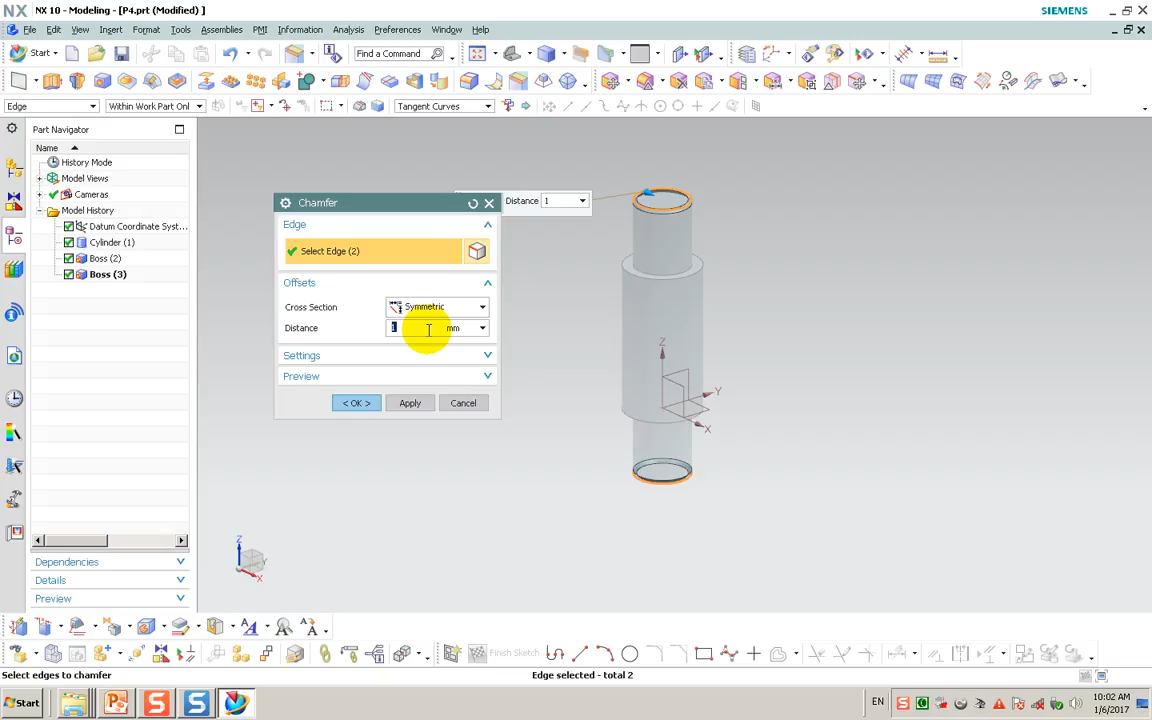 NX 10 - Modeling - [P4.prt (Modified) ]
SIEMENS
File Edit View Insert Format Tools Assemblies PMI Information Analysis Preferences Window Help
Start
Undo
Find a Command
Edge
Within Work Part Onl
Tangent Curves
Part Navigator
Name
History Mode
Model Views
Cameras
Model History
Datum Coordinate Syst...
Cylinder (1)
Boss (2)
Boss (3)
Chamfer
Distance 1
Edge
Select Edge (2)
Offsets
Cross Section
Symmetric
Distance
1 mm
Settings
Preview
< OK >
Apply
Cancel
Z
Y
X
Z
Y
X
Dependencies
Details
Preview
Finish Sketch
Select edges to chamfer
Edge selected - total 2
Start
EN
10:02 AM
1/6/2017